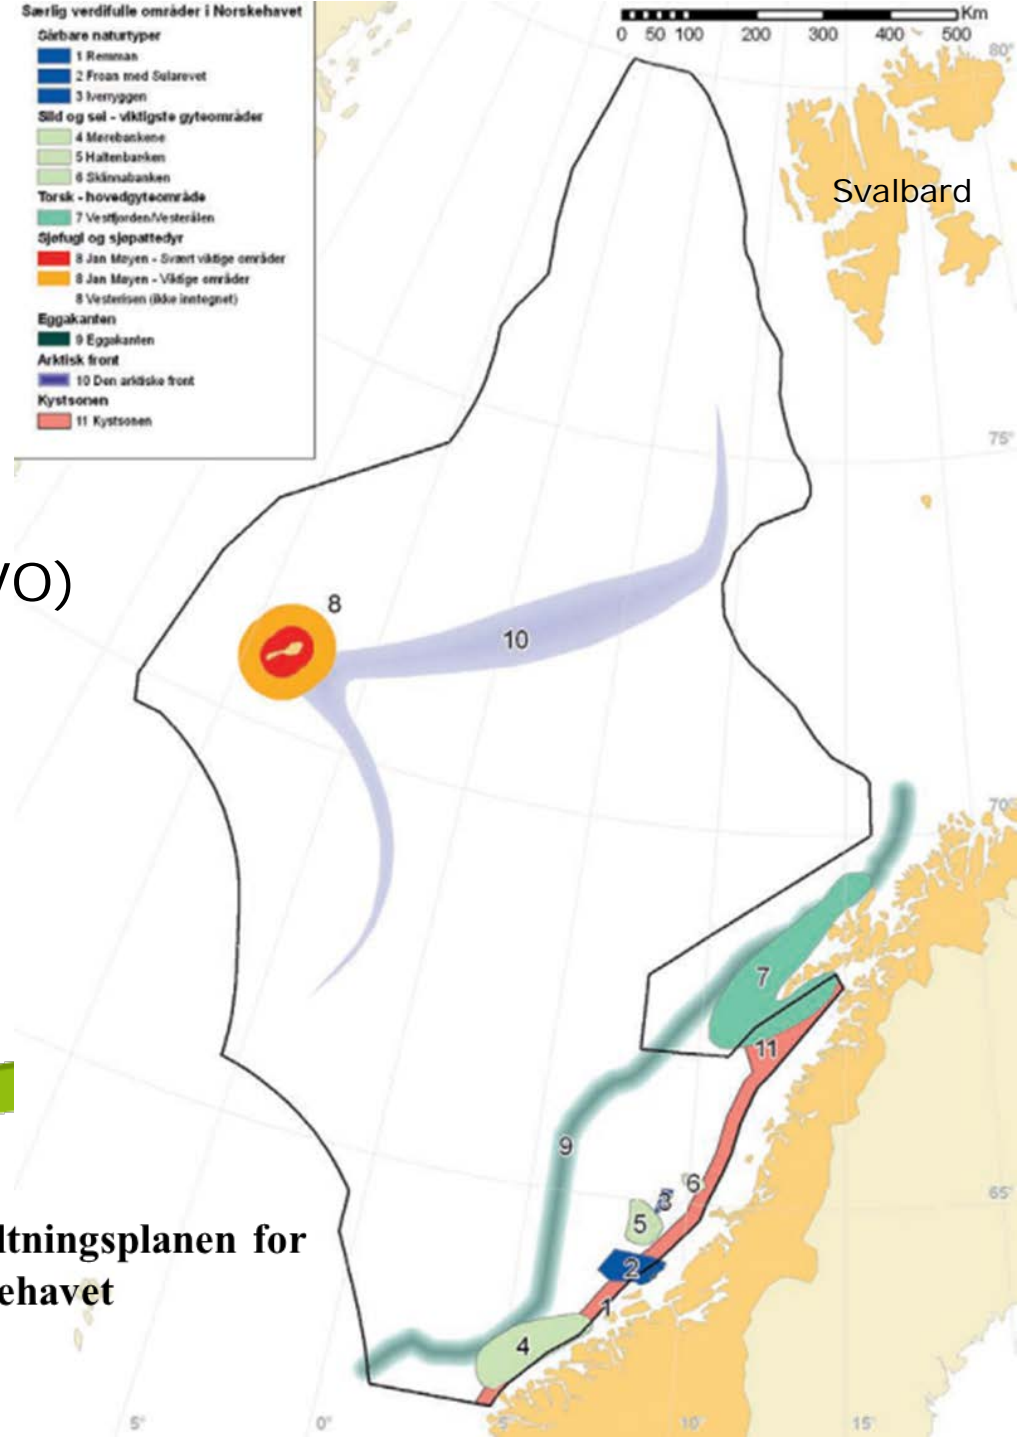 Særlig verdifulle områder i Norskehavet
Sårbare naturtyper
1 Remman
2 Froan med Sularevet
3 Iverryggen
Sild og sei - viktigste gyteområder
4 Mørebankene
5 Haltenbanken
6 Sklinnabanken
Torsk - hovedgyteområde
7 Vestfjorden/Vesterålen
Sjøfugl og sjøpattedyr
8 Jan Mayen - Svært viktige områder
8 Jan Mayen - Viktige områder
8 Vesterisen (ikke inntegnet)
Eggakanten
9 Eggakanten
Arktisk front
10 Den arktiske front
Kystsonen
11 Kystsonen
Km
0 50 100 200 300 400 500
80°
Svalbard
75°
VO)
8
10
70°
7
11
9
6
3
5
65°
2
1
4
ltningsplanen for
ehavet
5° 0° 5° 10° 15°